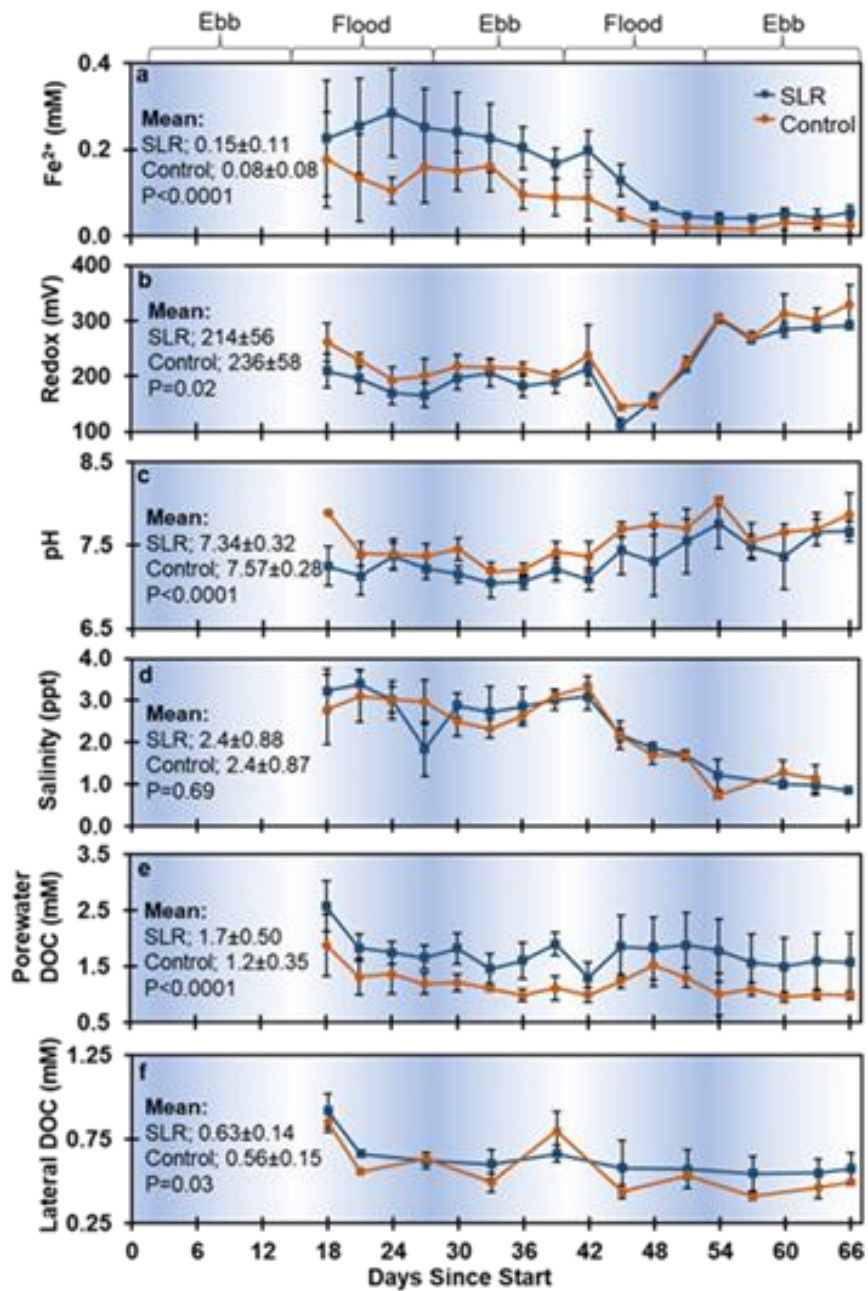 Ebb Flood Ebb Flood Ebb
a
Fe²⁺ (mM)
0.4
0.2
0.0
Mean:
SLR; 0.15±0.11
Control; 0.08±0.08
P<0.0001
SLR
Control
b
Redox (mV)
400
300
200
100
Mean:
SLR; 214±56
Control; 236±58
P=0.02
c
pH
8.5
7.5
6.5
Mean:
SLR; 7.34±0.32
Control; 7.57±0.28
P<0.0001
d
Salinity (ppt)
4.0
3.0
2.0
1.0
0.0
Mean:
SLR; 2.4±0.88
Control; 2.4±0.87
P=0.69
e
Porewater
DOC (mM)
3.5
2.5
1.5
0.5
Mean:
SLR; 1.7±0.50
Control; 1.2±0.35
P<0.0001
f
Lateral DOC (mM)
1.25
0.75
0.25
Mean:
SLR; 0.63±0.14
Control; 0.56±0.15
P=0.03
0 6 12 18 24 30 36 42 48 54 60 66
Days Since Start